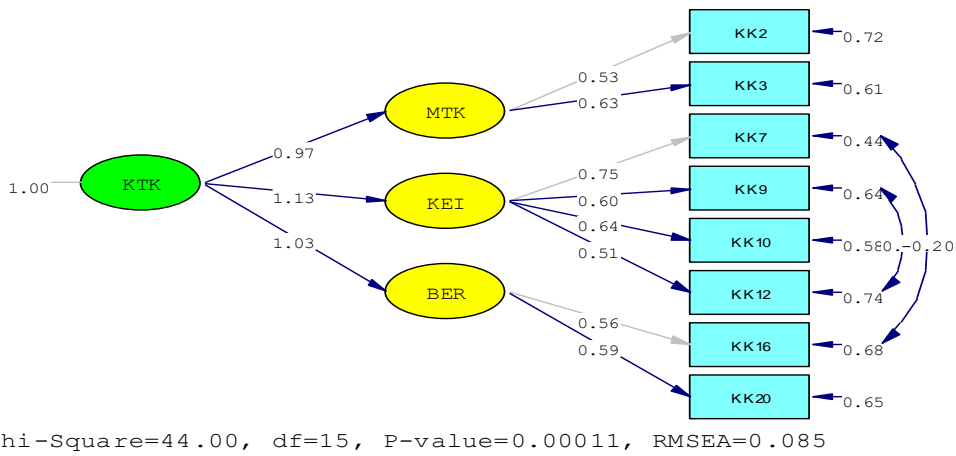 KK2
0.72
0.53
KK3
0.61
0.63
MTK
KK7
0.44
0.97
0.75
1.00
KTK
KK9
0.64
1.13
KEI
0.60
0.64
KK10
0.580.-0.20
1.03
0.51
BER
KK12
0.74
0.56
KK16
0.68
0.59
KK20
0.65
hi-Square=44.00, df=15, P-value=0.00011, RMSEA=0.085